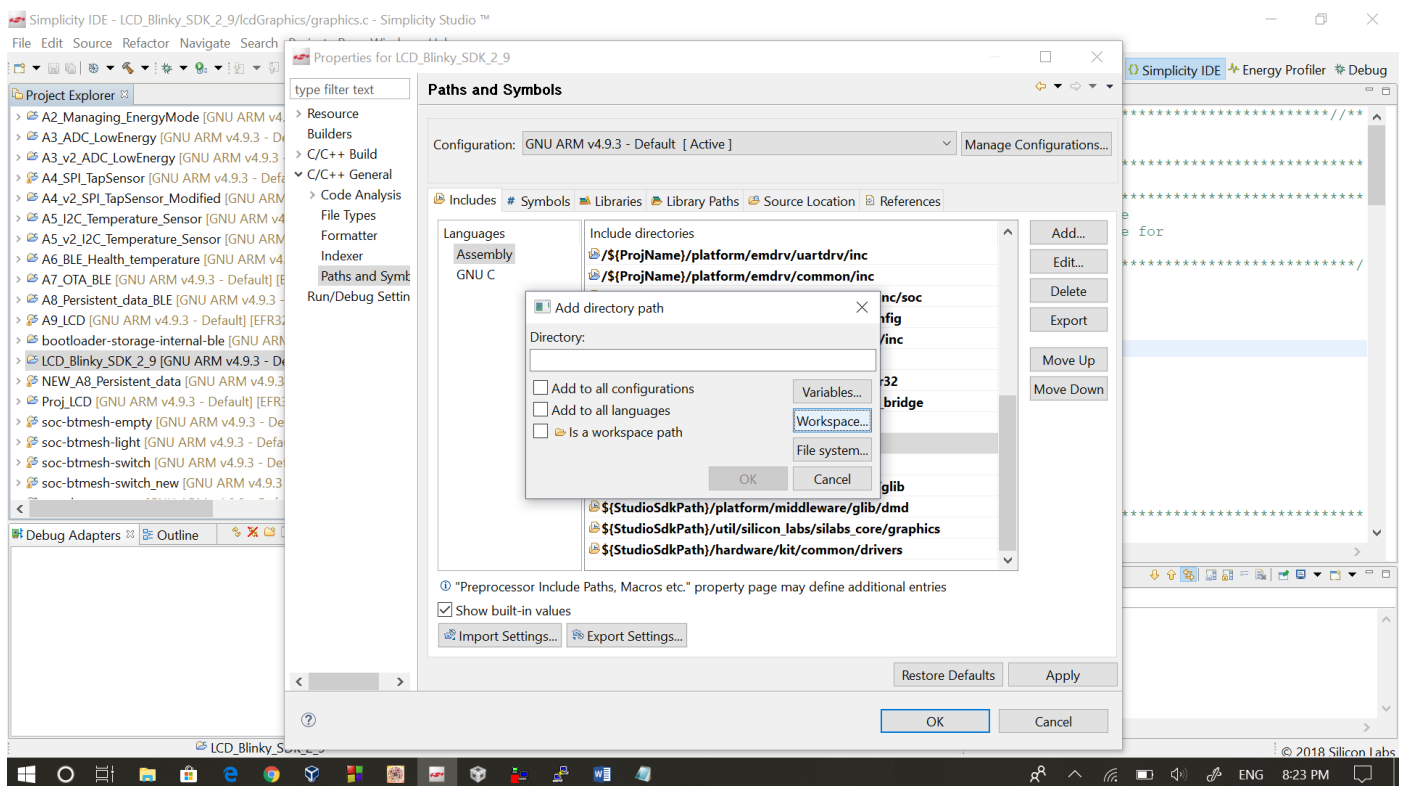 Simplicity IDE - LCD_Blinky_SDK_2_9/lcdGraphics/graphics.c - Simplicity Studio ™
File Edit Source Refactor Navigate Search
Properties for LCD_Blinky_SDK_2_9
Simplicity IDE Energy Profiler Debug
Project Explorer
A2_Managing_EnergyMode [GNU ARM v4.
A3_ADC_LowEnergy [GNU ARM v4.9.3 - De
A3_v2_ADC_LowEnergy [GNU ARM v4.9.3 -
A4_SPI_TapSensor [GNU ARM v4.9.3 - Defa
A4_v2_SPI_TapSensor_Modified [GNU ARM
A5_I2C_Temperature_Sensor [GNU ARM v4
A5_v2_I2C_Temperature_Sensor [GNU ARM
A6_BLE_Health_temperature [GNU ARM v4
A7_OTA_BLE [GNU ARM v4.9.3 - Default] [E
A8_Persistent_data_BLE [GNU ARM v4.9.3 -
A9_LCD [GNU ARM v4.9.3 - Default] [EFR32
bootloader-storage-internal-ble [GNU ARM
LCD_Blinky_SDK_2_9 [GNU ARM v4.9.3 - De
NEW_A8_Persistent_data [GNU ARM v4.9.3
Proj_LCD [GNU ARM v4.9.3 - Default] [EFR3
soc-btmesh-empty [GNU ARM v4.9.3 - De
soc-btmesh-light [GNU ARM v4.9.3 - Defa
soc-btmesh-switch [GNU ARM v4.9.3 - Def
soc-btmesh-switch_new [GNU ARM v4.9.3
Debug Adapters Outline
type filter text
Resource
Builders
C/C++ Build
C/C++ General
Code Analysis
File Types
Formatter
Indexer
Paths and Symb
Run/Debug Settin
Paths and Symbols
Configuration: GNU ARM v4.9.3 - Default [ Active ] Manage Configurations...
Includes # Symbols Libraries Library Paths Source Location References
Languages
Assembly
GNU C
Include directories
/${ProjName}/platform/emdrv/uartdrv/inc
/${ProjName}/platform/emdrv/common/inc
nc/soc
nfig
/inc
r32
_bridge
glib
${StudioSdkPath}/platform/middleware/glib/dmd
${StudioSdkPath}/util/silicon_labs/silabs_core/graphics
${StudioSdkPath}/hardware/kit/common/drivers
Add...
Edit...
Delete
Export
Move Up
Move Down
Add directory path
Directory:
Add to all configurations
Add to all languages
Is a workspace path
Variables...
Workspace...
File system...
OK Cancel
"Preprocessor Include Paths, Macros etc." property page may define additional entries
Show built-in values
Import Settings... Export Settings...
Restore Defaults Apply
OK Cancel
***************************//**
****************************
****************************
e
e for
***************************/
****************************
LCD_Blinky_SDK_2_9
© 2018 Silicon Labs
ENG 8:23 PM